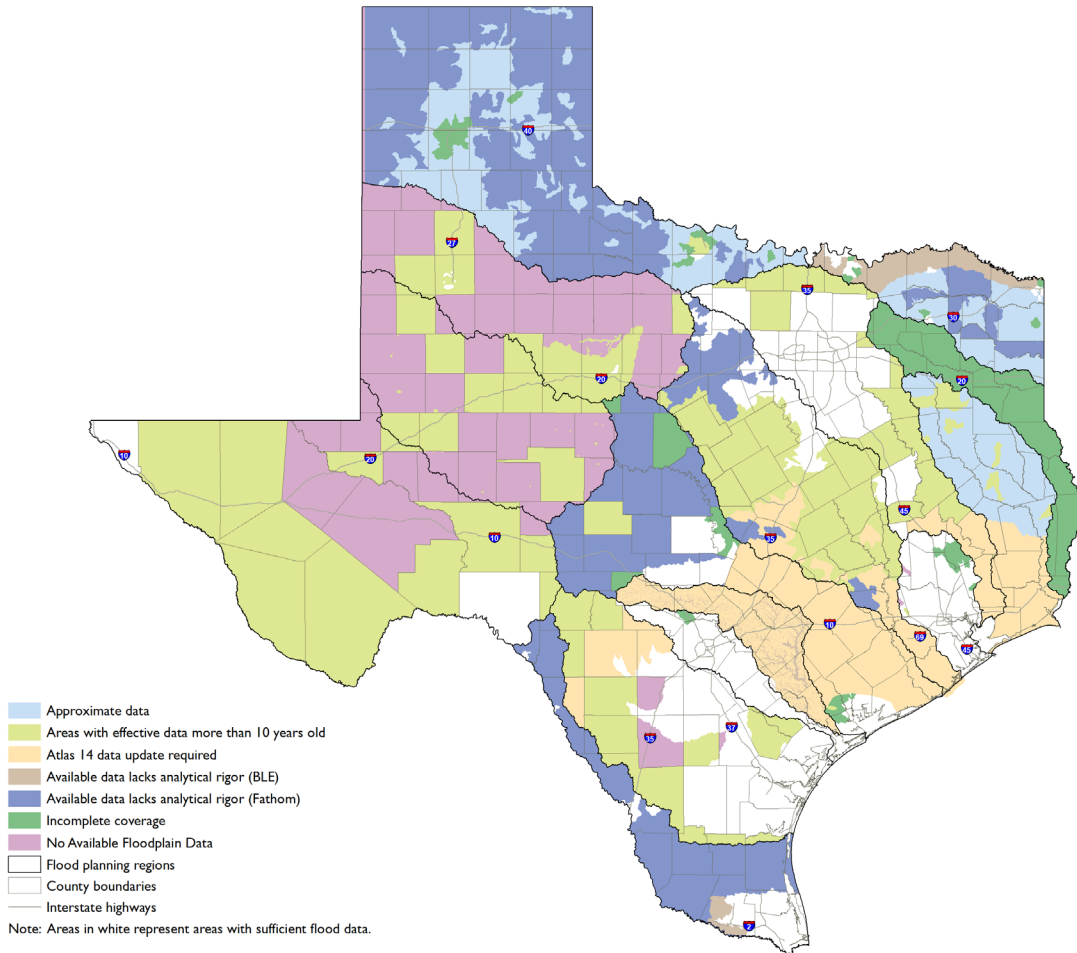 40
27
35
30
20
20
10
20
45
10
35
10
69
45
37
35
2
Approximate data
Areas with effective data more than 10 years old
Atlas 14 data update required
Available data lacks analytical rigor (BLE)
Available data lacks analytical rigor (Fathom)
Incomplete coverage
No Available Floodplain Data
Flood planning regions
County boundaries
Interstate highways
Note: Areas in white represent areas with sufficient flood data.